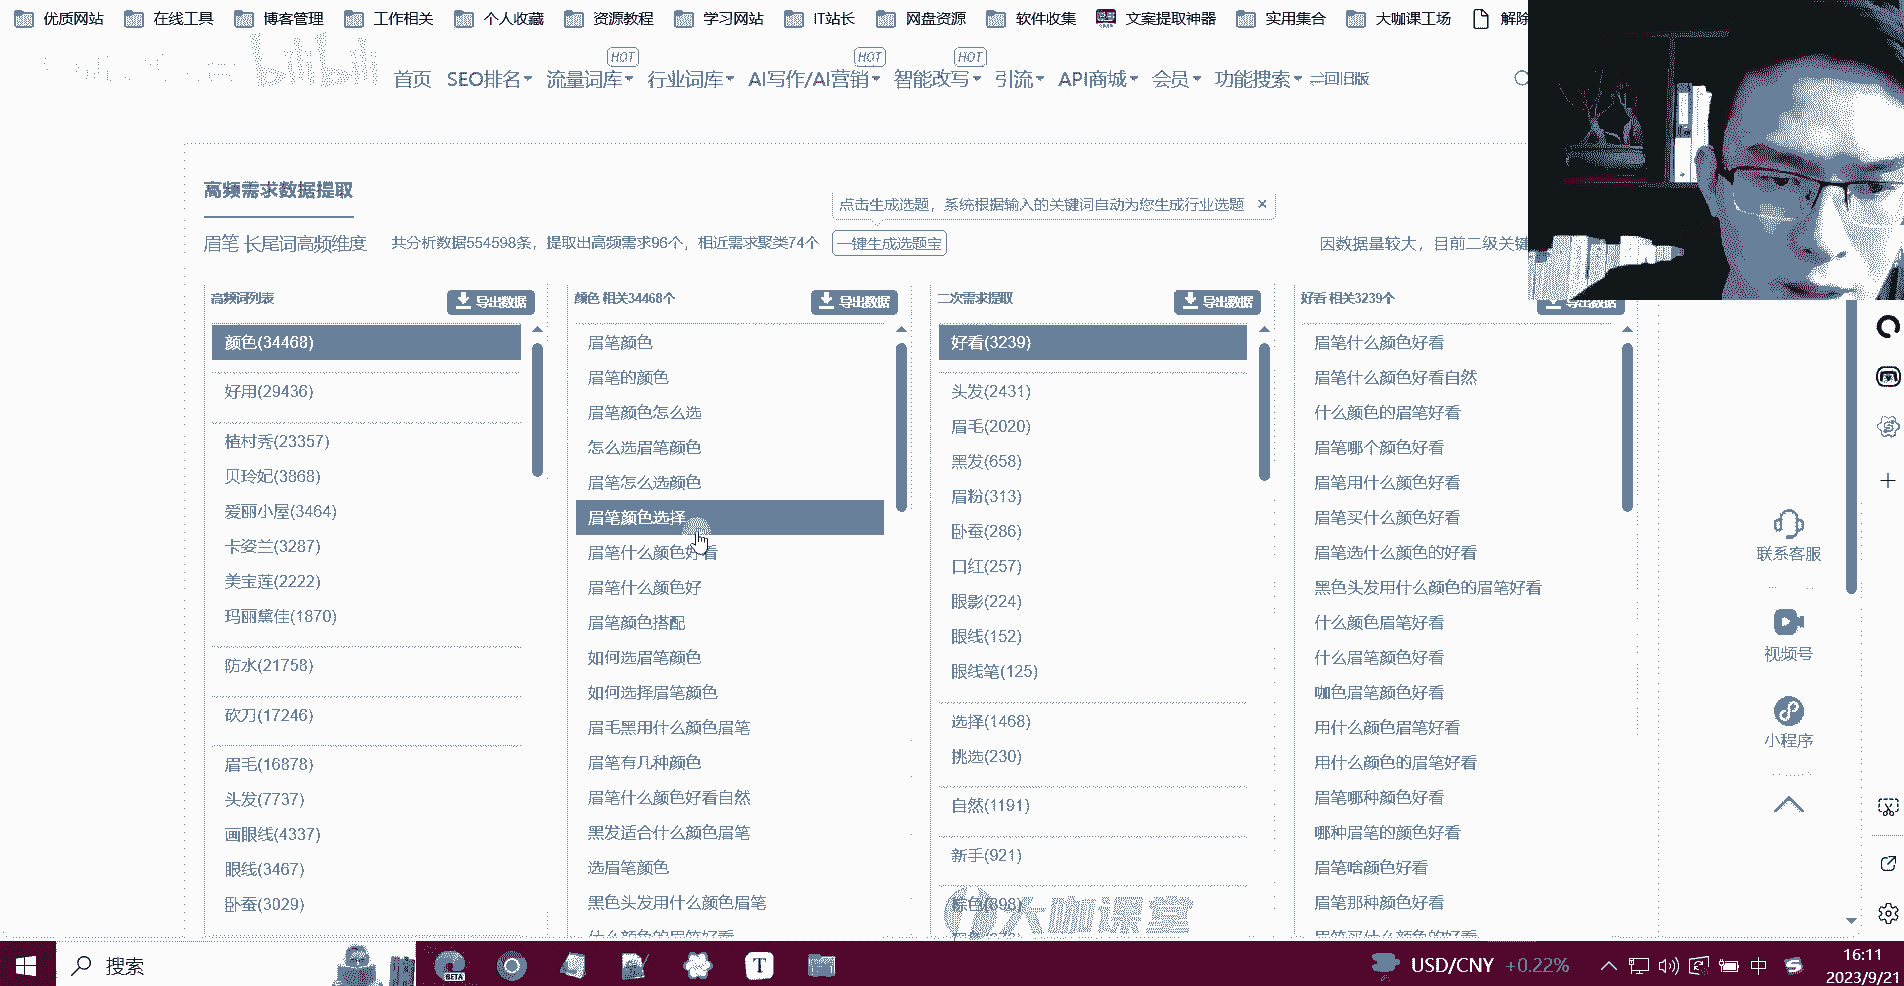 优质网站 在线工具 博客管理 工作相关 个人收藏 资源教程 学习网站 IT站长 网盘资源 软件收集 文案提取神器 实用集合 大咖课工场 解除
bilibili
HOT HOT HOT
首页 SEO排名 流量词库 行业词库 AI写作/AI营销 智能改写 引流 API商城 会员 功能搜索 回旧版
高频需求数据提取
点击生成选题，系统根据输入的关键词自动为您生成行业选题 ×
眉笔 长尾词高频维度 共分析数据554598条，提取出高频需求96个，相近需求聚类74个 一键生成选题宝 因数据量较大，目前二级关键
高频词列表 导出数据
颜色(34468)
好用(29436)
植村秀(23357)
贝玲妃(3868)
爱丽小屋(3464)
卡姿兰(3287)
美宝莲(2222)
玛丽黛佳(1870)
防水(21758)
砍刀(17246)
眉毛(16878)
头发(7737)
画眼线(4337)
眼线(3467)
卧蚕(3029)
颜色 相关34468个 导出数据
眉笔颜色
眉笔的颜色
眉笔颜色怎么选
怎么选眉笔颜色
眉笔怎么选颜色
眉笔颜色选择
眉笔什么颜色好看
眉笔什么颜色好
眉笔颜色搭配
如何选眉笔颜色
如何选择眉笔颜色
眉毛黑用什么颜色眉笔
眉笔有几种颜色
眉笔什么颜色好看自然
黑发适合什么颜色眉笔
选眉笔颜色
黑色头发用什么颜色眉笔
什么颜色的眉笔好看
二次需求提取 导出数据
好看(3239)
头发(2431)
眉毛(2020)
黑发(658)
眉粉(313)
卧蚕(286)
口红(257)
眼影(224)
眼线(152)
眼线笔(125)
选择(1468)
挑选(230)
自然(1191)
新手(921)
棕色(898)
大咖课堂
好看 相关3239个 导出数据
眉笔什么颜色好看
眉笔什么颜色好看自然
什么颜色的眉笔好看
眉笔哪个颜色好看
眉笔用什么颜色好看
眉笔买什么颜色好看
眉笔选什么颜色的好看
黑色头发用什么颜色的眉笔好看
什么颜色眉笔好看
什么眉笔颜色好看
咖色眉笔颜色好看
用什么颜色眉笔好看
用什么颜色的眉笔好看
眉笔哪种颜色好看
哪种眉笔的颜色好看
眉笔啥颜色好看
眉笔那种颜色好看
眉笔买什么颜色的好看
联系客服
视频号
小程序
搜索
BETA
T
USD/CNY +0.22%
中
16:11
2023/9/21